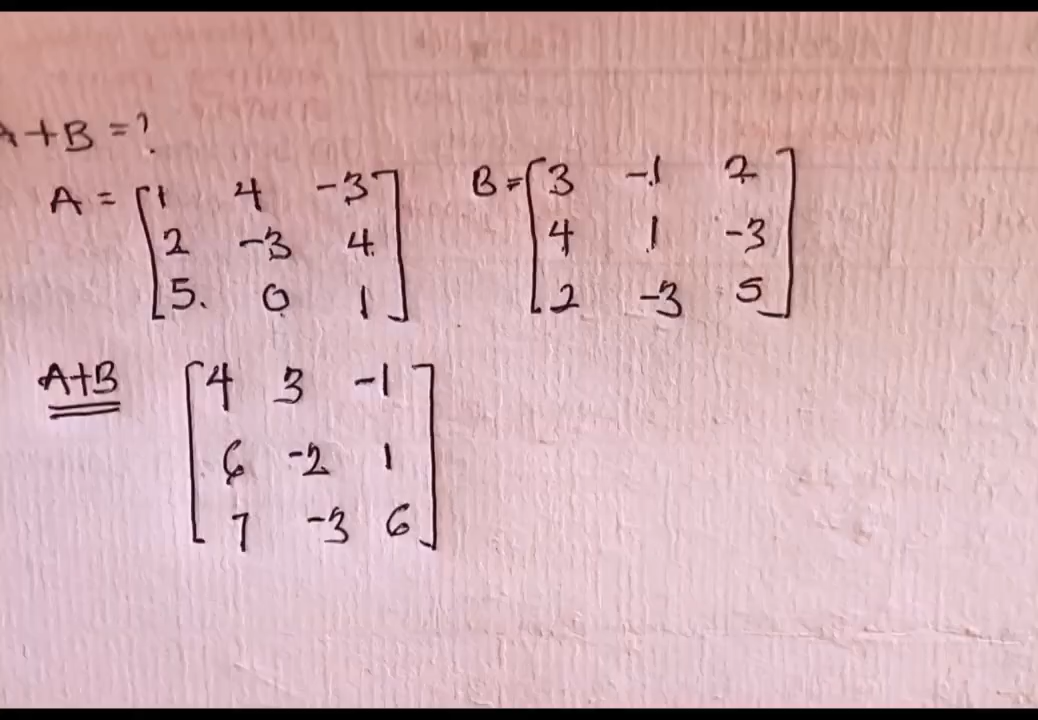 A+B=?
A = [1 4 -3] B = [3 -1 2]
[2 -3 4.] [4 1 -3]
[5. 0 1] [2 -3 5]
A+B [4 3 -1]
[6 -2 1]
[7 -3 6]